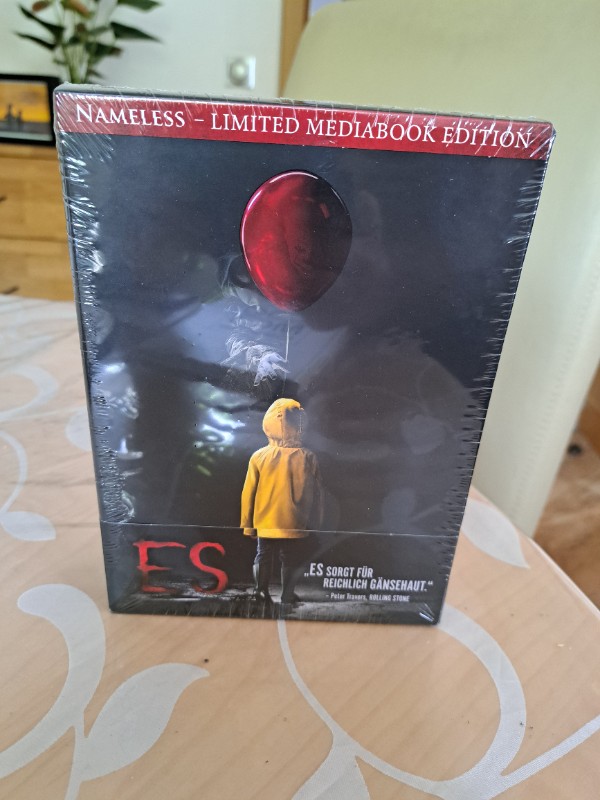 NAMELESS – LIMITED MEDIABOOK EDITION
ES
„ES SORGT FÜR
REICHLICH GÄNSEHAUT.“
- Peter Travers, ROLLING STONE